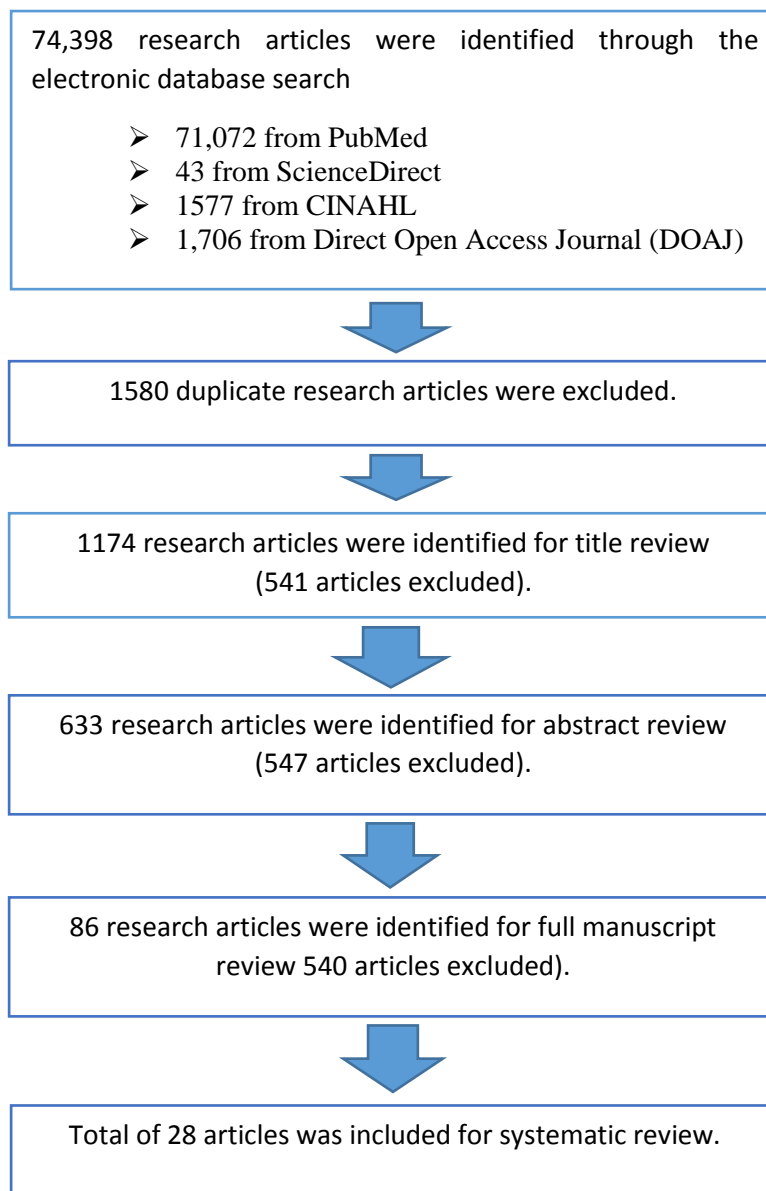 74,398 research articles were identified through the
electronic database search
➢ 71,072 from PubMed
➢ 43 from ScienceDirect
➢ 1577 from CINAHL
➢ 1,706 from Direct Open Access Journal (DOAJ)
1580 duplicate research articles were excluded.
1174 research articles were identified for title review
(541 articles excluded).
633 research articles were identified for abstract review
(547 articles excluded).
86 research articles were identified for full manuscript
review 540 articles excluded).
Total of 28 articles was included for systematic review.